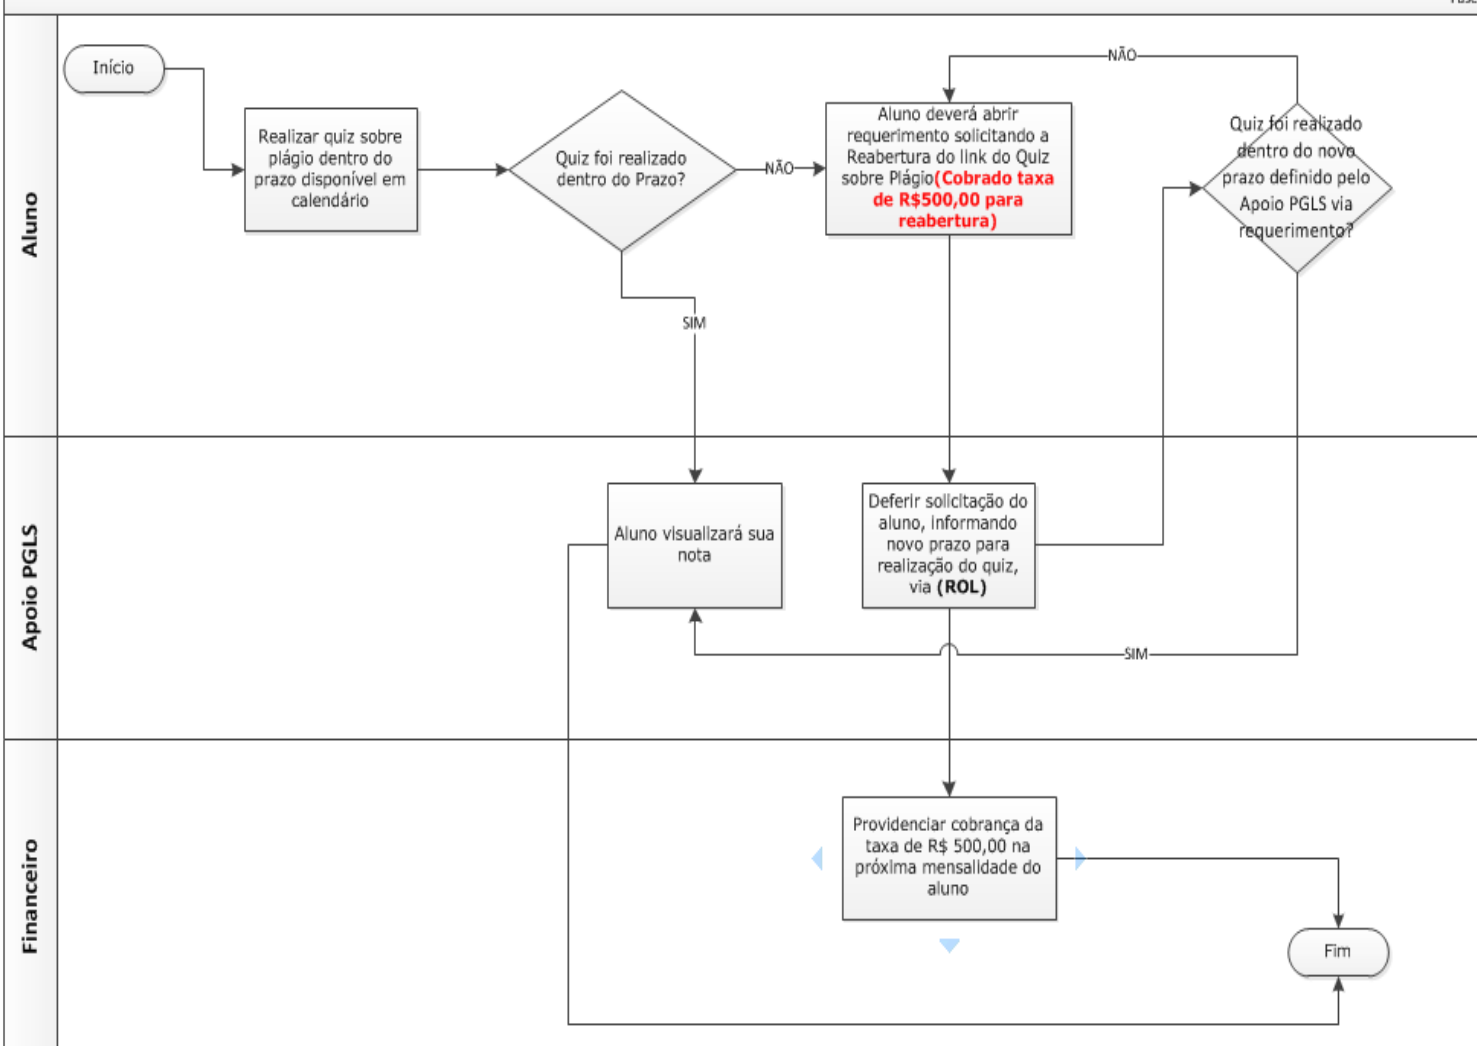 Início
Realizar quiz sobre
plágio dentro do
prazo disponível em
calendário
Quiz foi realizado
dentro do Prazo?
NÃO
SIM
Aluno deverá abrir
requerimento solicitando a
Reabertura do link do Quiz
sobre Plágio(Cobrado taxa
de R$500,00 para
reabertura)
NÃO
Quiz foi realizado
dentro do novo
prazo definido pelo
Apoio PGLS via
requerimento?
Aluno
Aluno visualizará sua
nota
Deferir solicitação do
aluno, informando
novo prazo para
realização do quiz,
via (ROL)
SIM
Apoio PGLS
Providenciar cobrança da
taxa de R$ 500,00 na
próxima mensalidade do
aluno
Fim
Financeiro